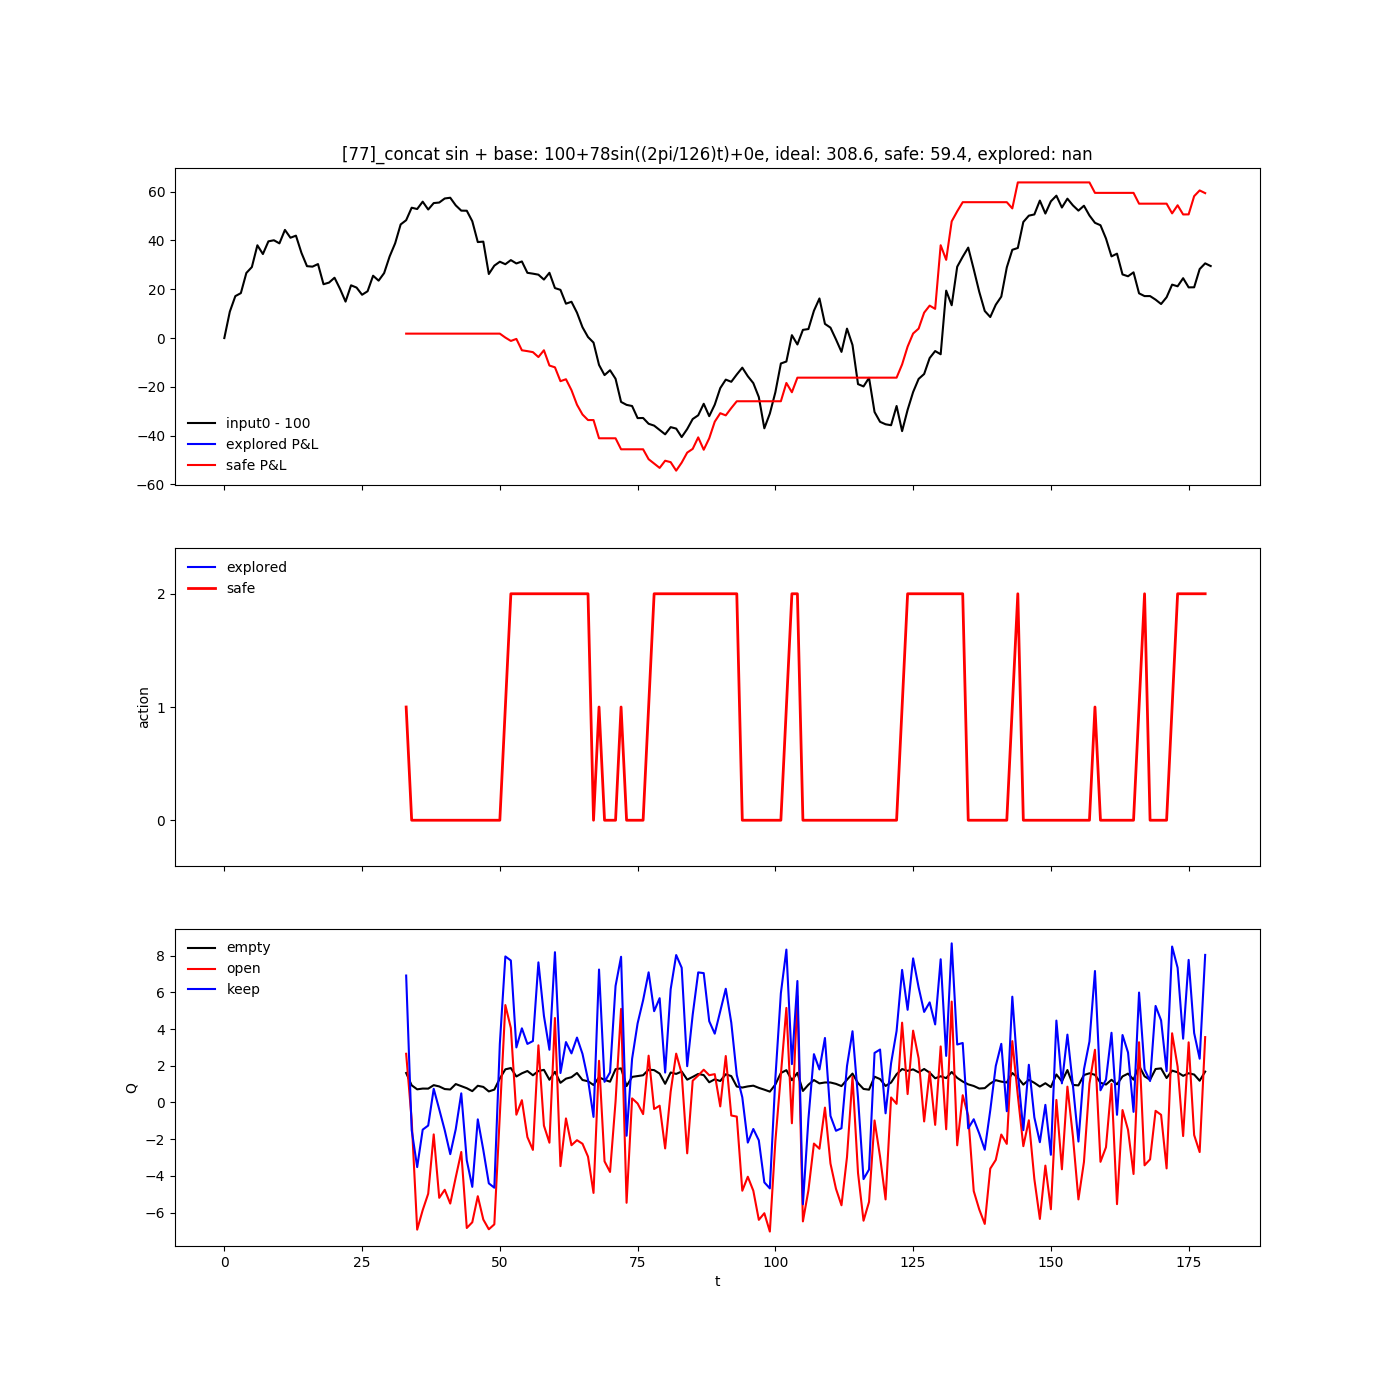 [77]_concat sin + base: 100+78sin((2pi/126)t)+0e, ideal: 308.6, safe: 59.4, explored: nan
60
40
20
0
−20
−40
−60
input0 - 100
explored P&L
safe P&L
action
2
1
0
explored
safe
Q
8
6
4
2
0
−2
−4
−6
empty
open
keep
0 25 50 75 100 125 150 175
t